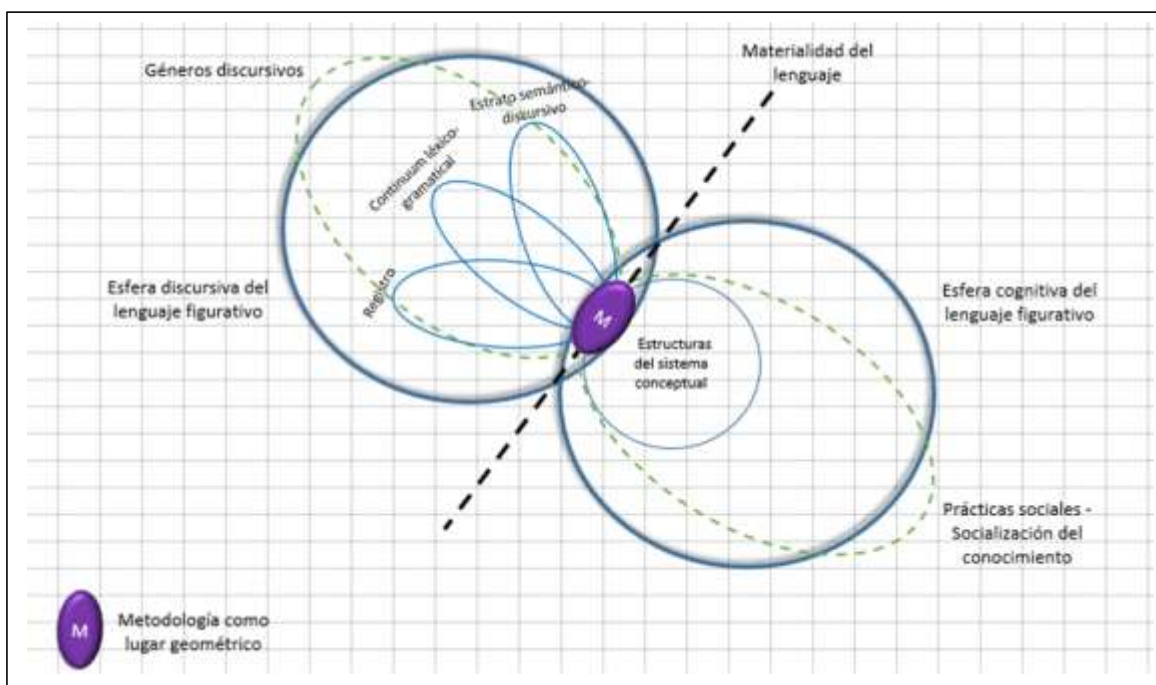 Géneros discursivos
Materialidad del
lenguaje
Estrato semántico-
discursivo
Continuum léxico-
gramatical
Registro
Esfera discursiva del
lenguaje figurativo
M
Estructuras
del sistema
conceptual
Esfera cognitiva del
lenguaje figurativo
Prácticas sociales -
Socialización del
conocimiento
M
Metodología como
lugar geométrico